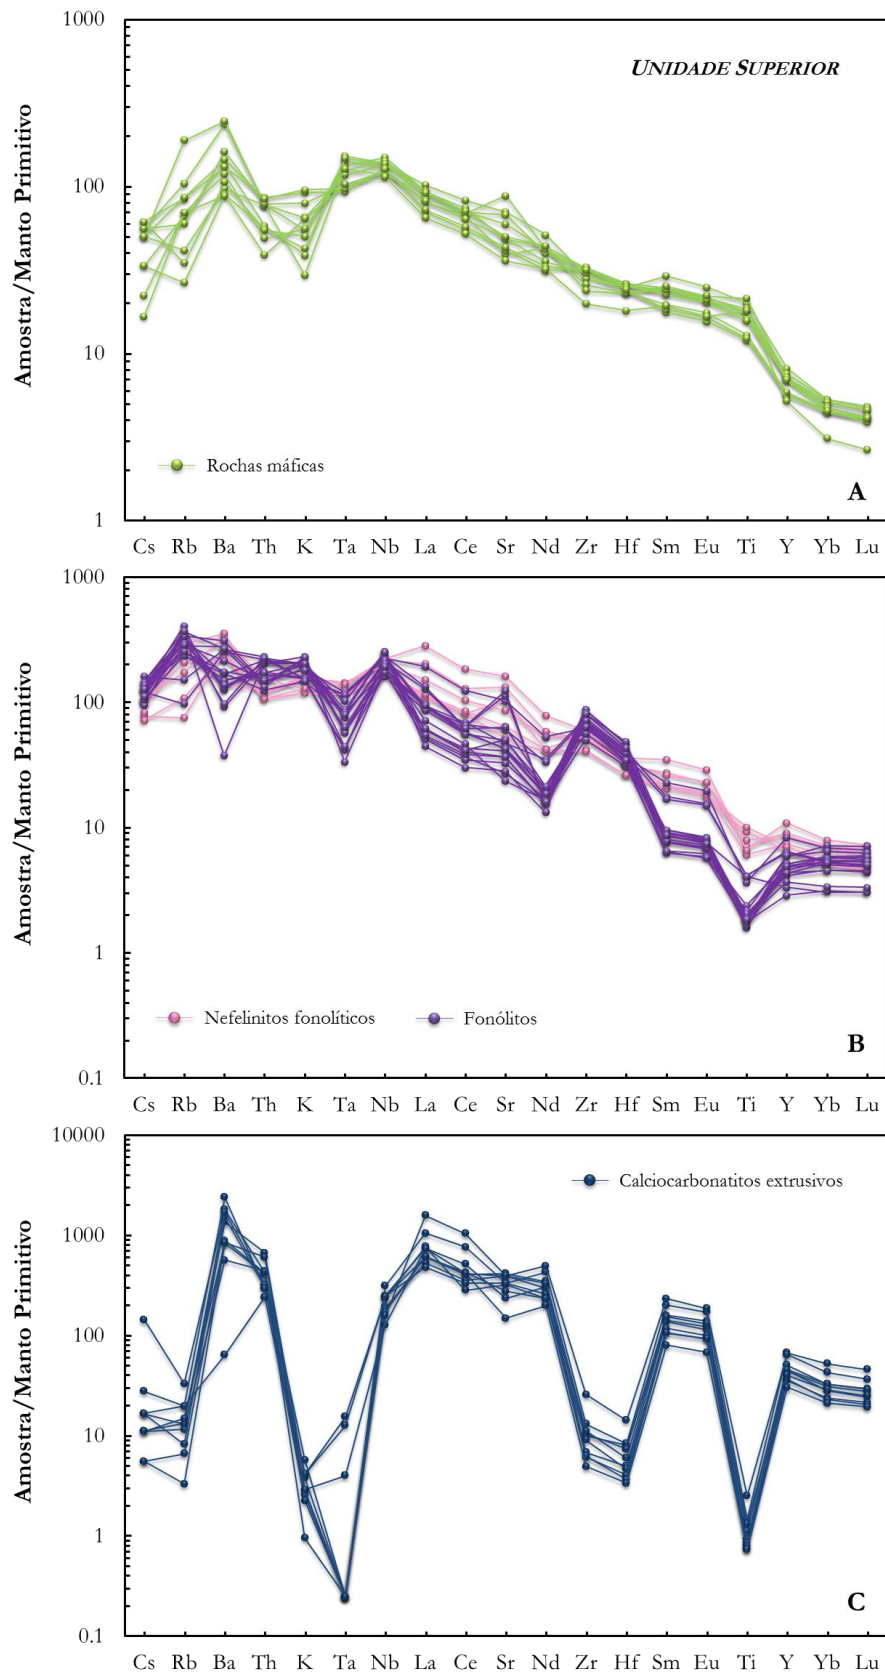 1000
UNIDADE SUPERIOR
100
10
1
Amostra/Manto Primitivo
Rochas máficas
A
Cs Rb Ba Th K Ta Nb La Ce Sr Nd Zr Hf Sm Eu Ti Y Yb Lu
1000
100
10
1
0.1
Amostra/Manto Primitivo
Nefelinitos fonolíticos Fonólitos
B
Cs Rb Ba Th K Ta Nb La Ce Sr Nd Zr Hf Sm Eu Ti Y Yb Lu
10000
1000
100
10
1
0.1
Amostra/Manto Primitivo
Calciocarbonatitos extrusivos
C
Cs Rb Ba Th K Ta Nb La Ce Sr Nd Zr Hf Sm Eu Ti Y Yb Lu